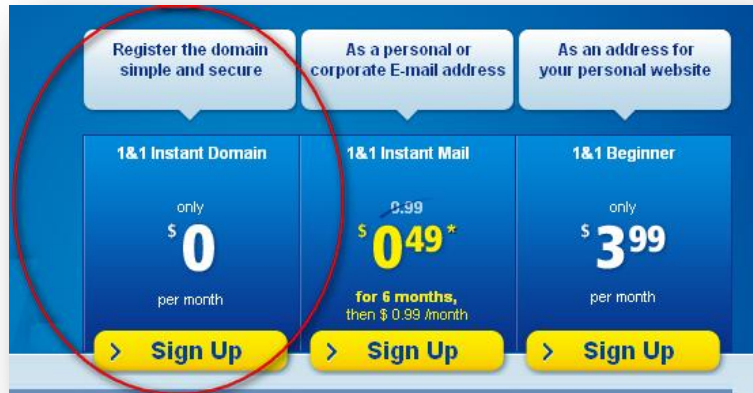 Register the domain
simple and secure
As a personal or
corporate E-mail address
As an address for
your personal website
1&1 Instant Domain
only
$ 0
per month
> Sign Up
1&1 Instant Mail
0.99
$ 0 49 *
for 6 months,
then $ 0.99 /month
> Sign Up
1&1 Beginner
only
$ 3 99
per month
> Sign Up